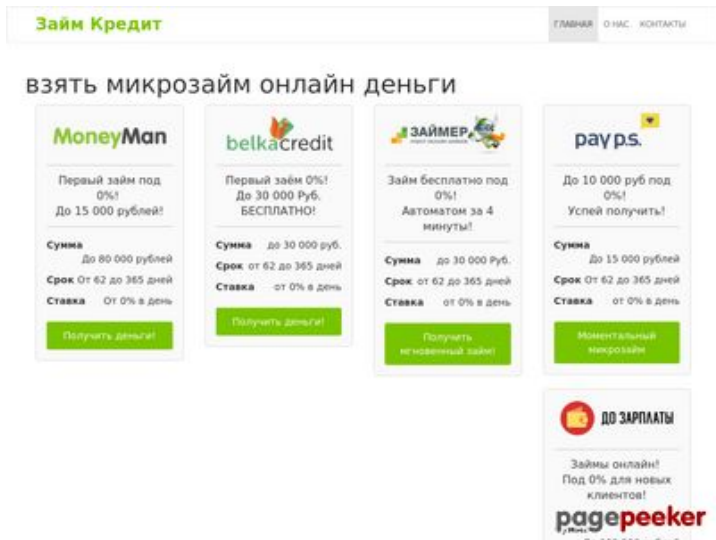 Займ Кредит
ГЛАВНАЯ О НАС КОНТАКТЫ
взять микрозайм онлайн деньги
MoneyMan
Первый займ под
0%!
До 15 000 рублей!
Сумма
До 80 000 рублей
Срок От 62 до 365 дней
Ставка От 0% в день
Получить деньги!
belkacredit
Первый заём 0%!
До 30 000 Руб.
БЕСПЛАТНО!
Сумма до 30 000 руб.
Срок от 62 до 365 дней
Ставка от 0% в день
Получить деньги!
ЗАЙМЕР
Займ бесплатно под
0%!
Автоматом за 4
минуты!
Сумма до 30 000 Руб.
Срок от 62 до 365 дней
Ставка от 0% в день
Получить
мгновенный займ!
pay p.s.
До 10 000 руб под
0%!
Успей получить!
Сумма
До 15 000 рублей
Срок От 62 до 365 дней
Ставка от 0% в день
Моментальный
микрозайм
ДО ЗАРПЛАТЫ
Займы онлайн!
Под 0% для новых
клиентов!
pagepeeker